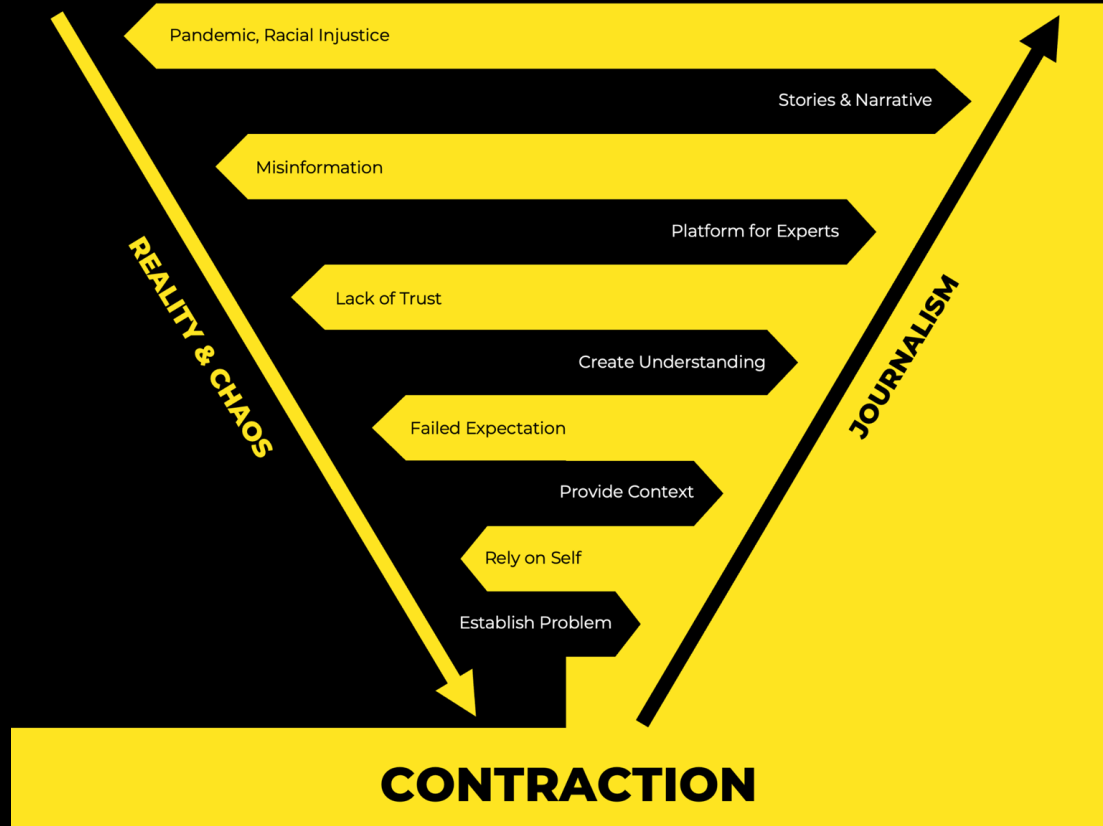 Pandemic, Racial Injustice
Stories & Narrative
Misinformation
Platform for Experts
REALITY & CHAOS
Lack of Trust
JOURNALISM
Create Understanding
Failed Expectation
Provide Context
Rely on Self
Establish Problem
CONTRACTION